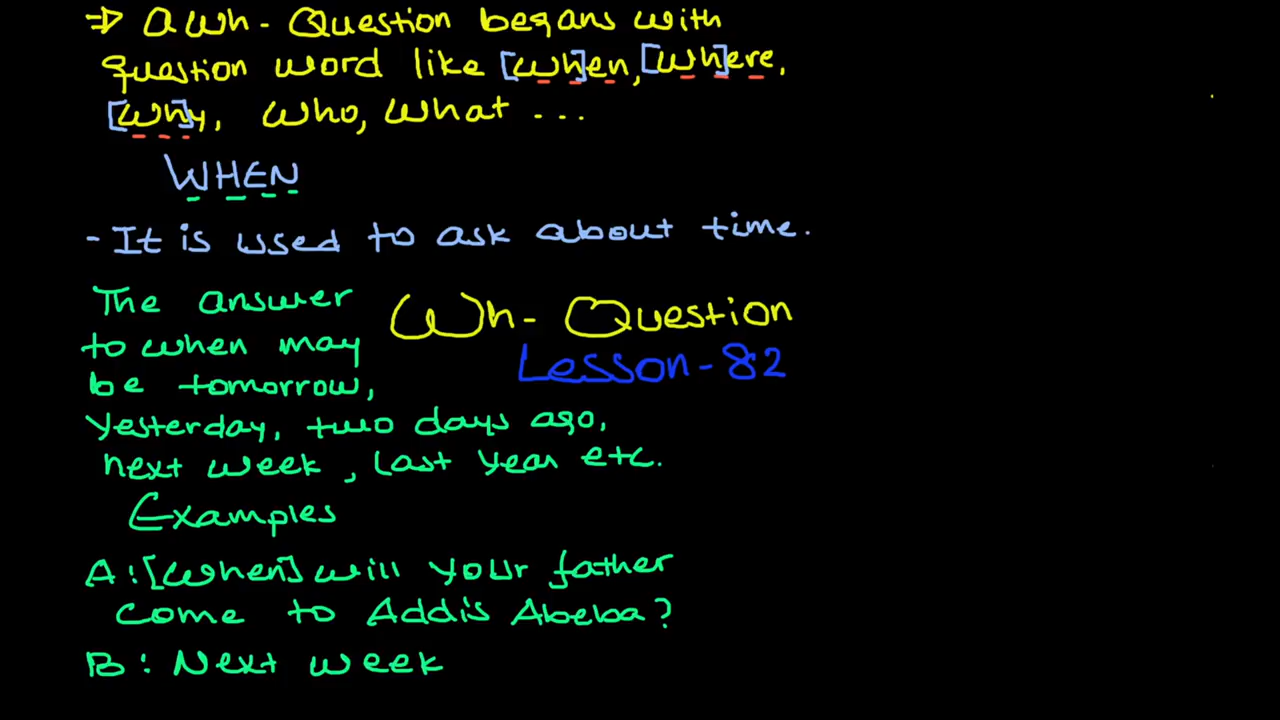 ⇒ A Wh - Question begans with
question word like [Wh]en, [Wh]ere,
[Wh]y, Who, What ...
WHEN
- It is used to ask about time.
The answer
to when may
be tomorrow,
Yesterday, two days ago,
next week, Last year etc.
Wh - Question
Lesson - 82
Examples
A: [When] will your father
Come to Addis Abeba?
B: Next week